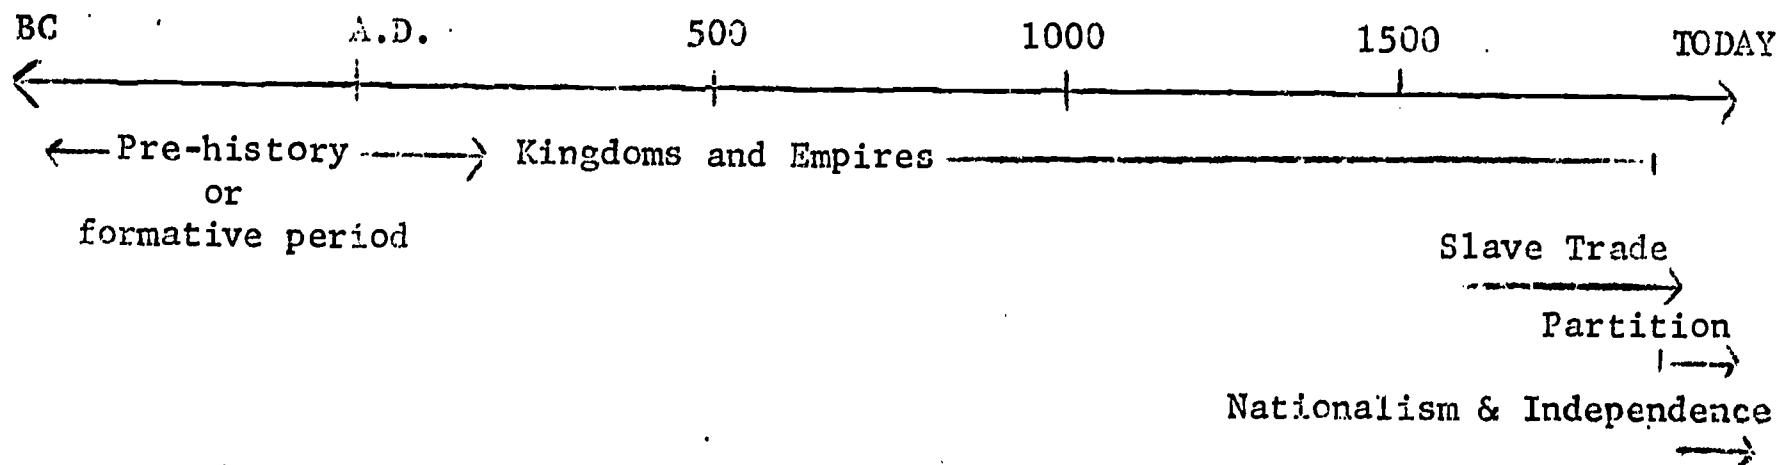 BC A.D. 500 1000 1500 TODAY
Pre-history Kingdoms and Empires
or
formative period
Slave Trade
Partition
Nationalism & Independence